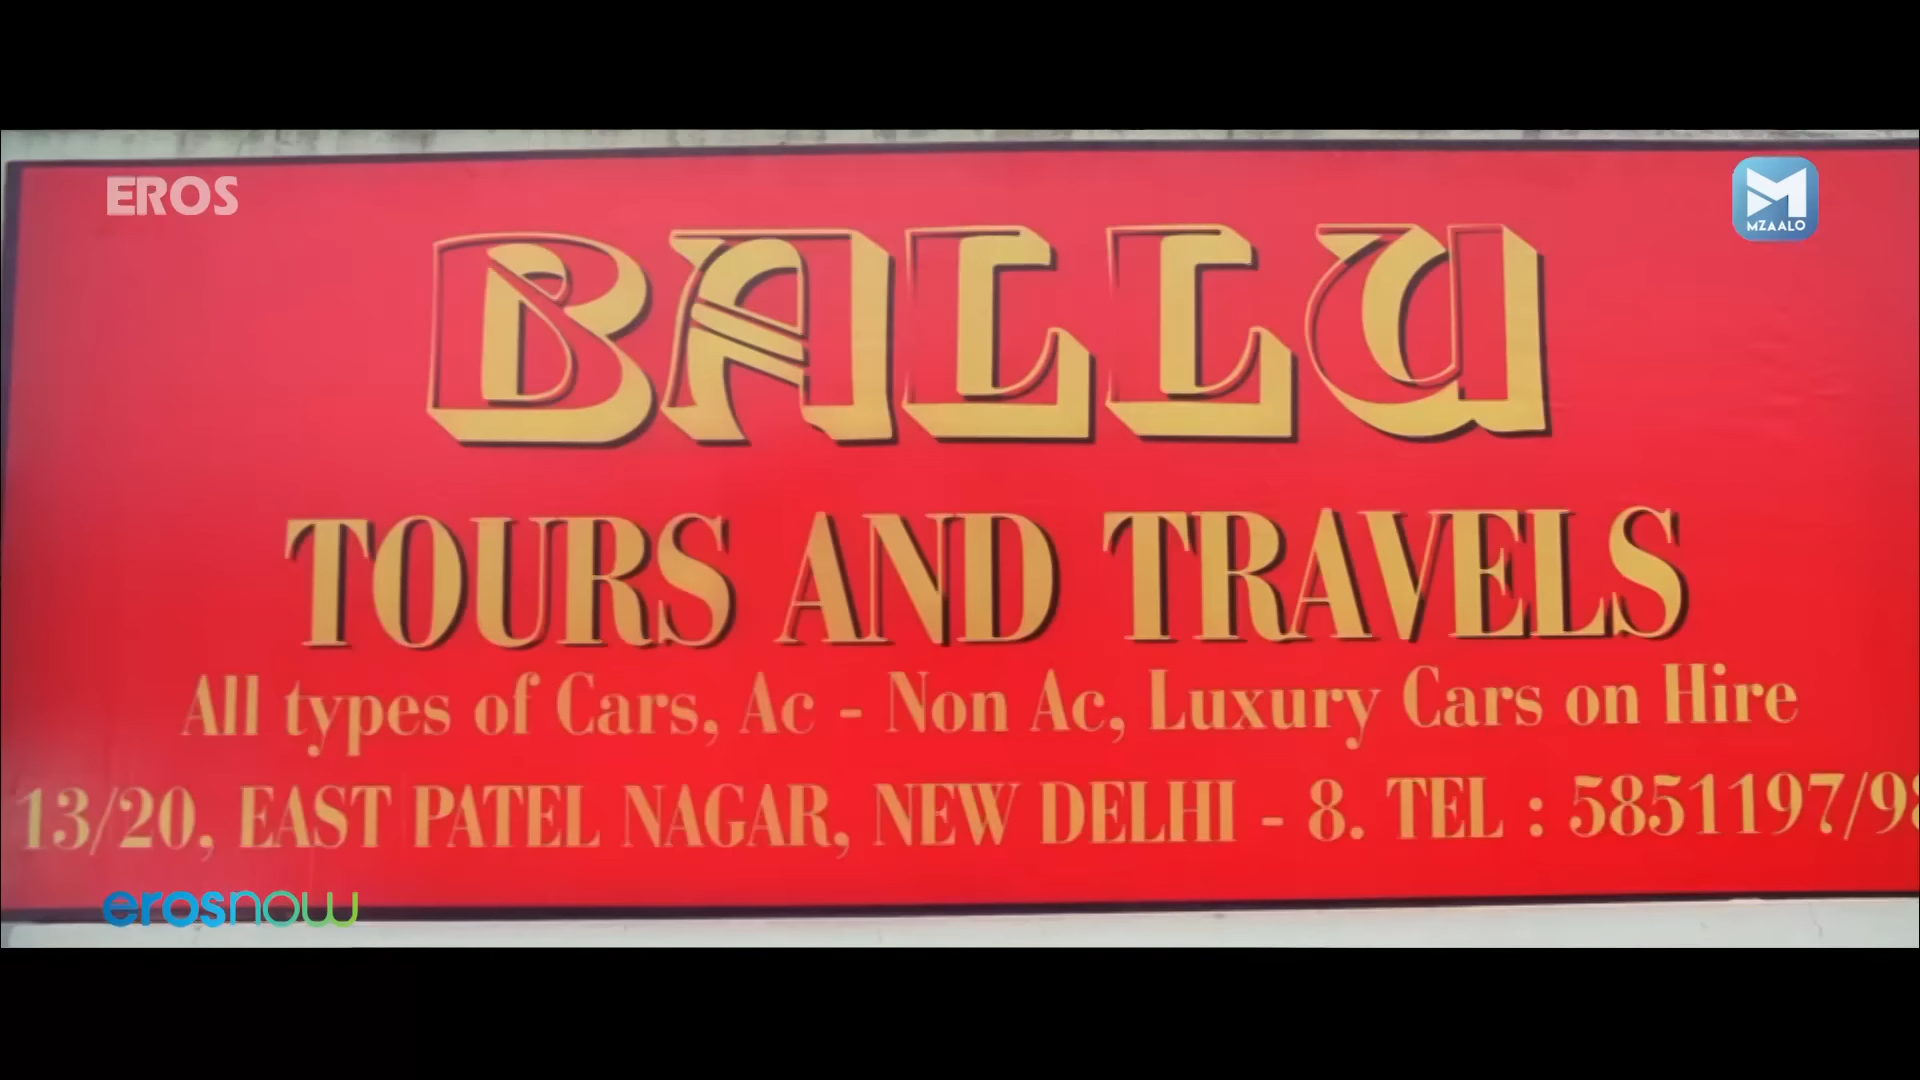 EROS
MZAALO
BALLU
TOURS AND TRAVELS
All types of Cars, Ac - Non Ac, Luxury Cars on Hire
13/20, EAST PATEL NAGAR, NEW DELHI - 8. TEL : 5851197/98
erosnow